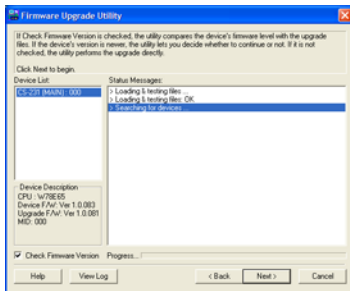 Firmware Upgrade Utility
If Check Firmware Version is checked, the utility compares the device's firmware level with the upgrade
files. If the device's version is newer, the utility lets you decide whether to continue or not. If it is not
checked, the utility performs the upgrade directly.
Click Next to begin.
Device List:
Status Messages:
CS-231 (MAIN) : 000
> Loading & testing files ...
> Loading & testing files: OK
> Searching for devices ...
Device Description
CPU : W78E65
Device F/W: Ver 1.0.083
Upgrade F/W: Ver 1.0.081
MID: 000
Check Firmware Version
Progress...
Help
View Log
< Back
Next >
Cancel